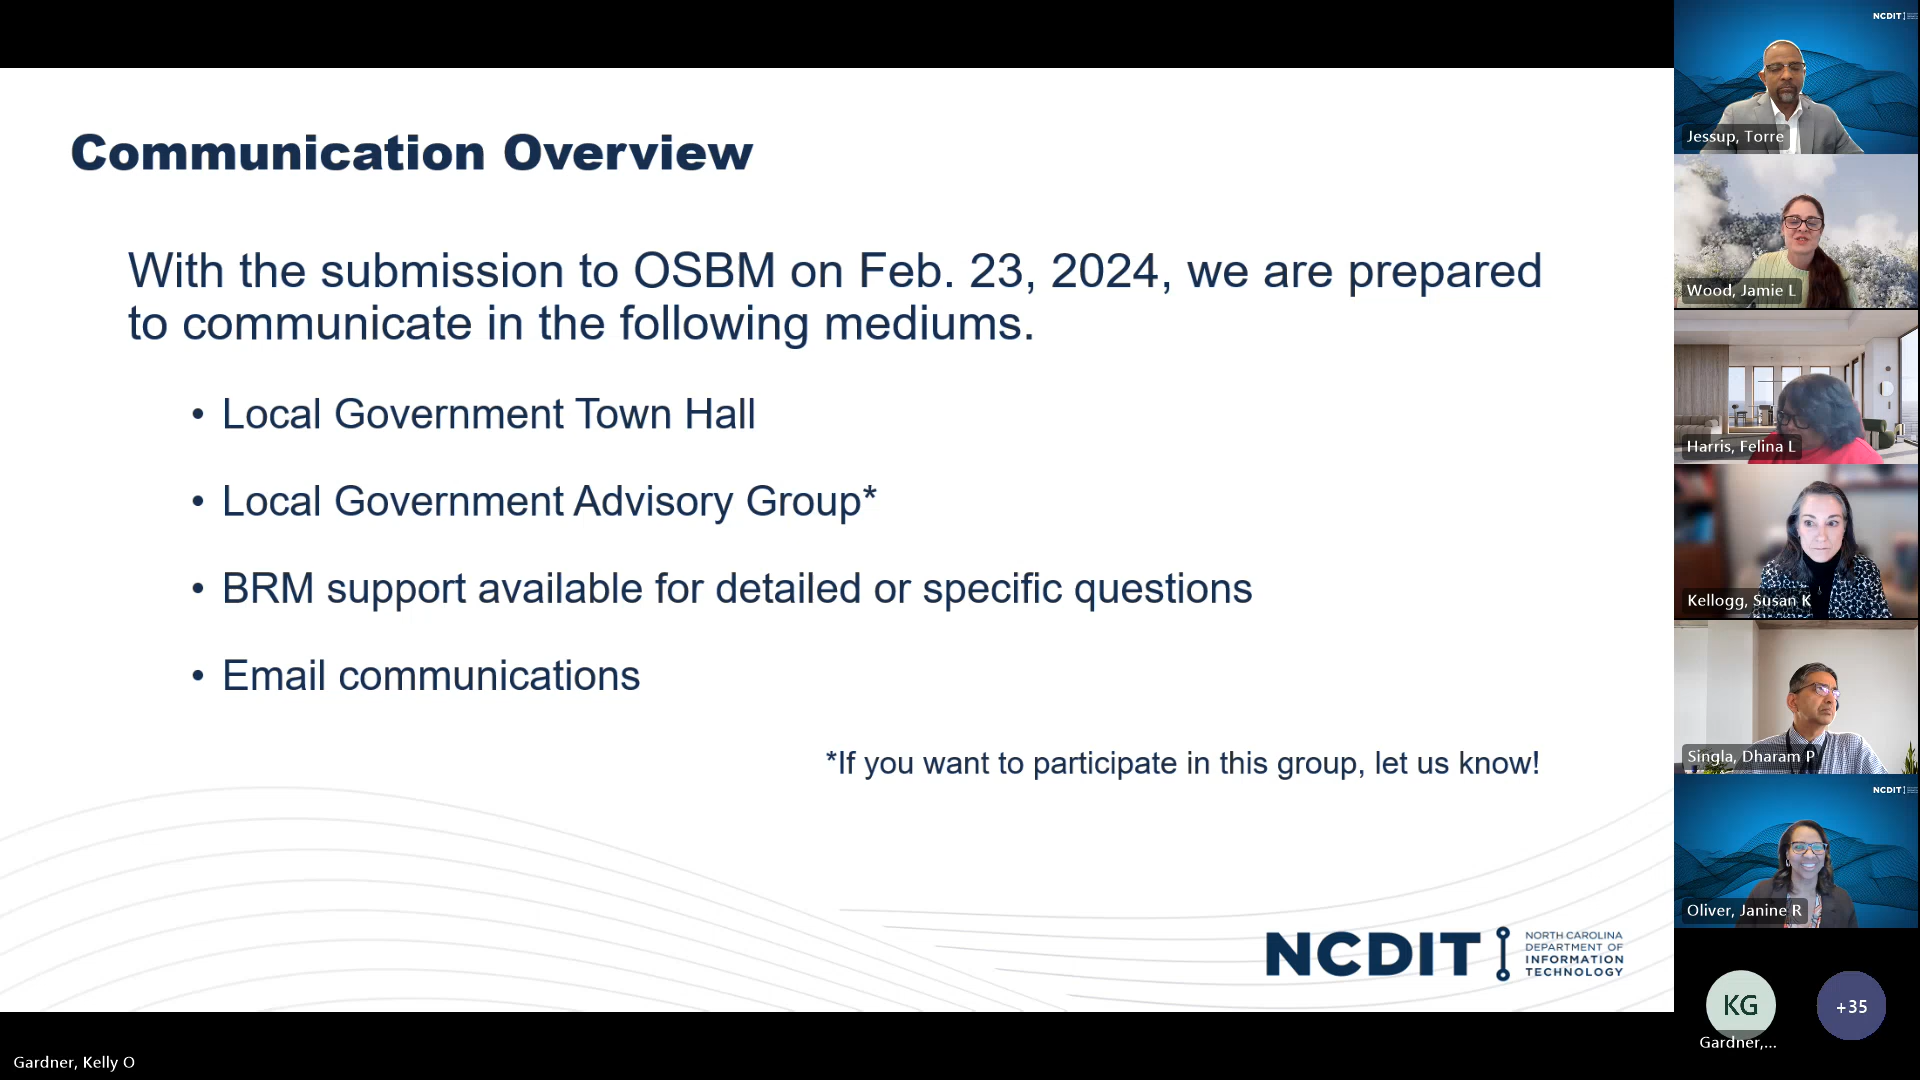 Communication Overview
With the submission to OSBM on Feb. 23, 2024, we are prepared
to communicate in the following mediums.
• Local Government Town Hall
• Local Government Advisory Group*
• BRM support available for detailed or specific questions
• Email communications
*If you want to participate in this group, let us know!
NCDIT
NORTH CAROLINA
DEPARTMENT OF
INFORMATION
TECHNOLOGY
Gardner, Kelly O
NCDIT
Jessup, Torre
Wood, Jamie L
Harris, Felina L
Kellogg, Susan K
Singla, Dharam P
NCDIT
Oliver, Janine R
KG
Gardner,...
+35